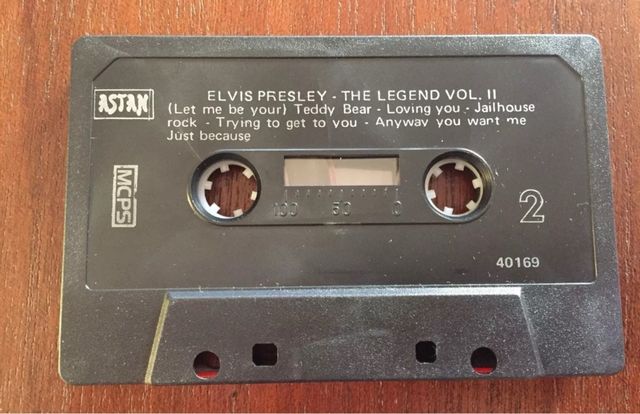 ASTAN
ELVIS PRESLEY - THE LEGEND VOL. II
(Let me be your) Teddy Bear - Loving you - Jailhouse
rock - Trying to get to you - Anyway you want me
Just because
MCPS
100 50 0
2
40169